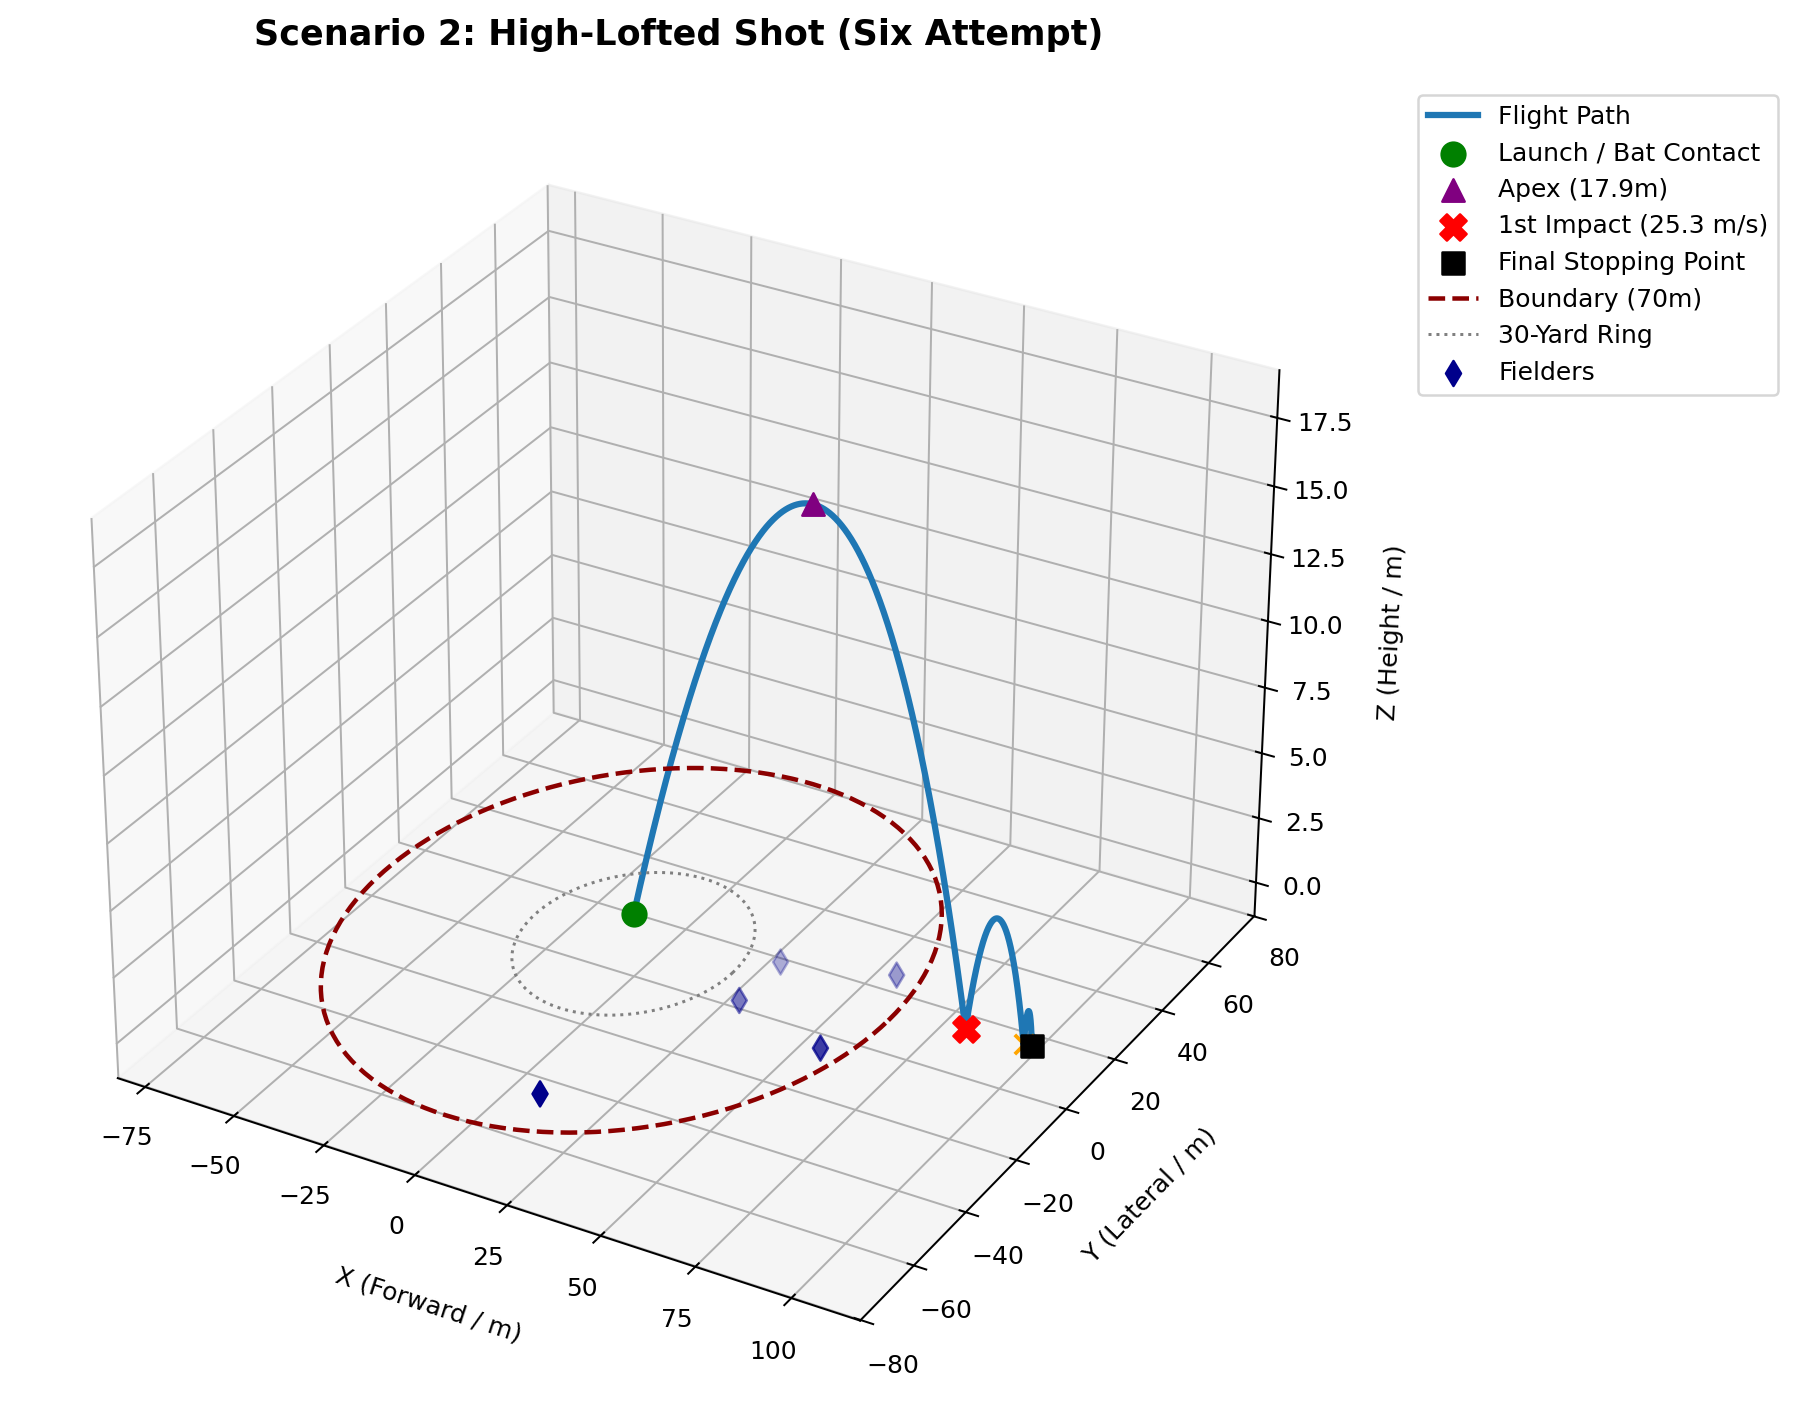 Scenario 2: High-Lofted Shot (Six Attempt)
Flight Path
Launch / Bat Contact
Apex (17.9m)
1st Impact (25.3 m/s)
Final Stopping Point
Boundary (70m)
30-Yard Ring
Fielders
17.5
15.0
12.5
10.0
7.5
5.0
2.5
0.0
Z (Height / m)
80
60
40
20
0
−20
−40
−60
−80
Y (Lateral / m)
−75
−50
−25
0
25
50
75
100
X (Forward / m)